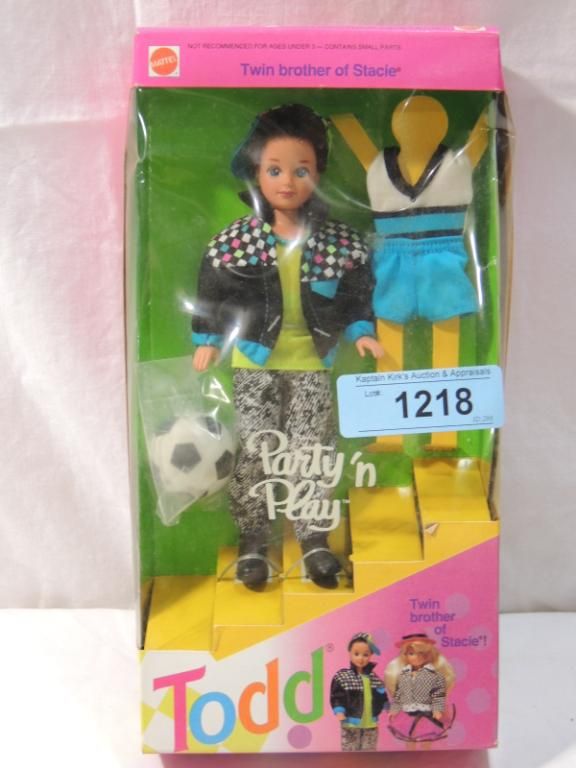 MATTEL
NOT RECOMMENDED FOR AGES UNDER 3 — CONTAINS SMALL PARTS
Twin brother of Stacie®
Kaptain Kirk's Auction & Appraisals
Lot#:
1218
Party 'n
Play™
Twin
brother
of
Stacie®!
Todd®